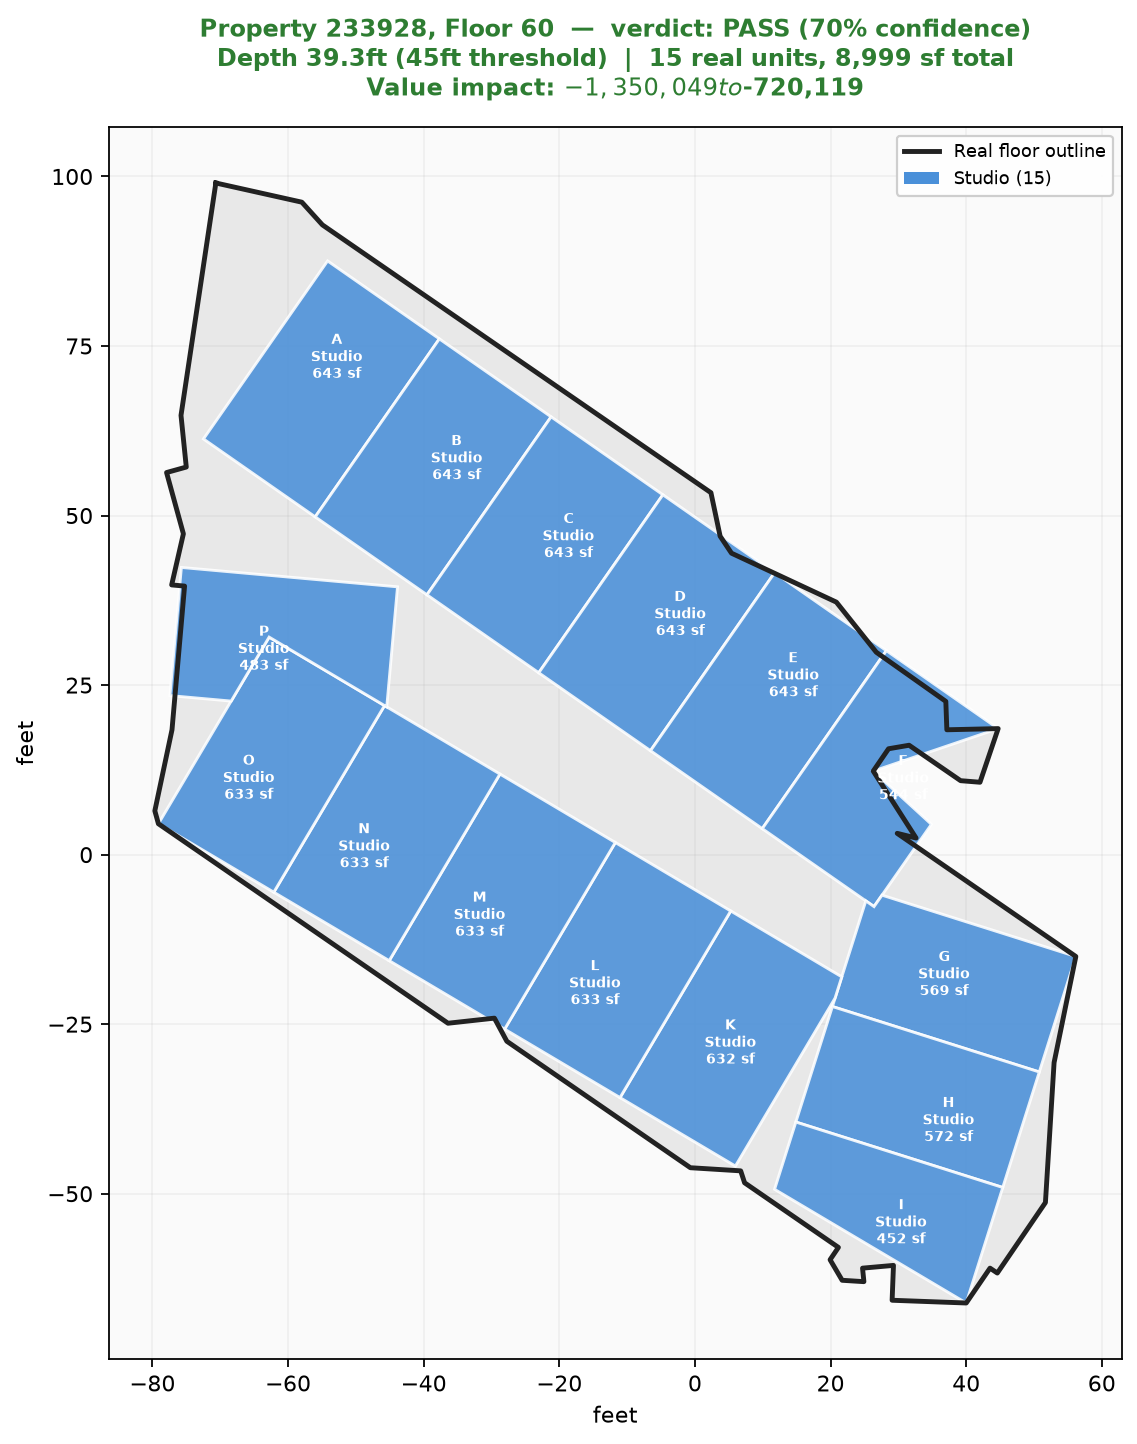 Property 233928, Floor 60 — verdict: PASS (70% confidence)
Depth 39.3ft (45ft threshold) | 15 real units, 8,999 sf total
Value impact: −1,350,049to-720,119
Real floor outline
Studio (15)
A
Studio
643 sf
B
Studio
643 sf
C
Studio
643 sf
D
Studio
643 sf
E
Studio
643 sf
F
Studio
P
Studio
483 sf
O
Studio
633 sf
N
Studio
633 sf
M
Studio
633 sf
L
Studio
633 sf
K
Studio
632 sf
G
Studio
569 sf
H
Studio
572 sf
I
Studio
452 sf
100
75
50
25
0
−25
−50
feet
−80
−60
−40
−20
0
20
40
60
feet